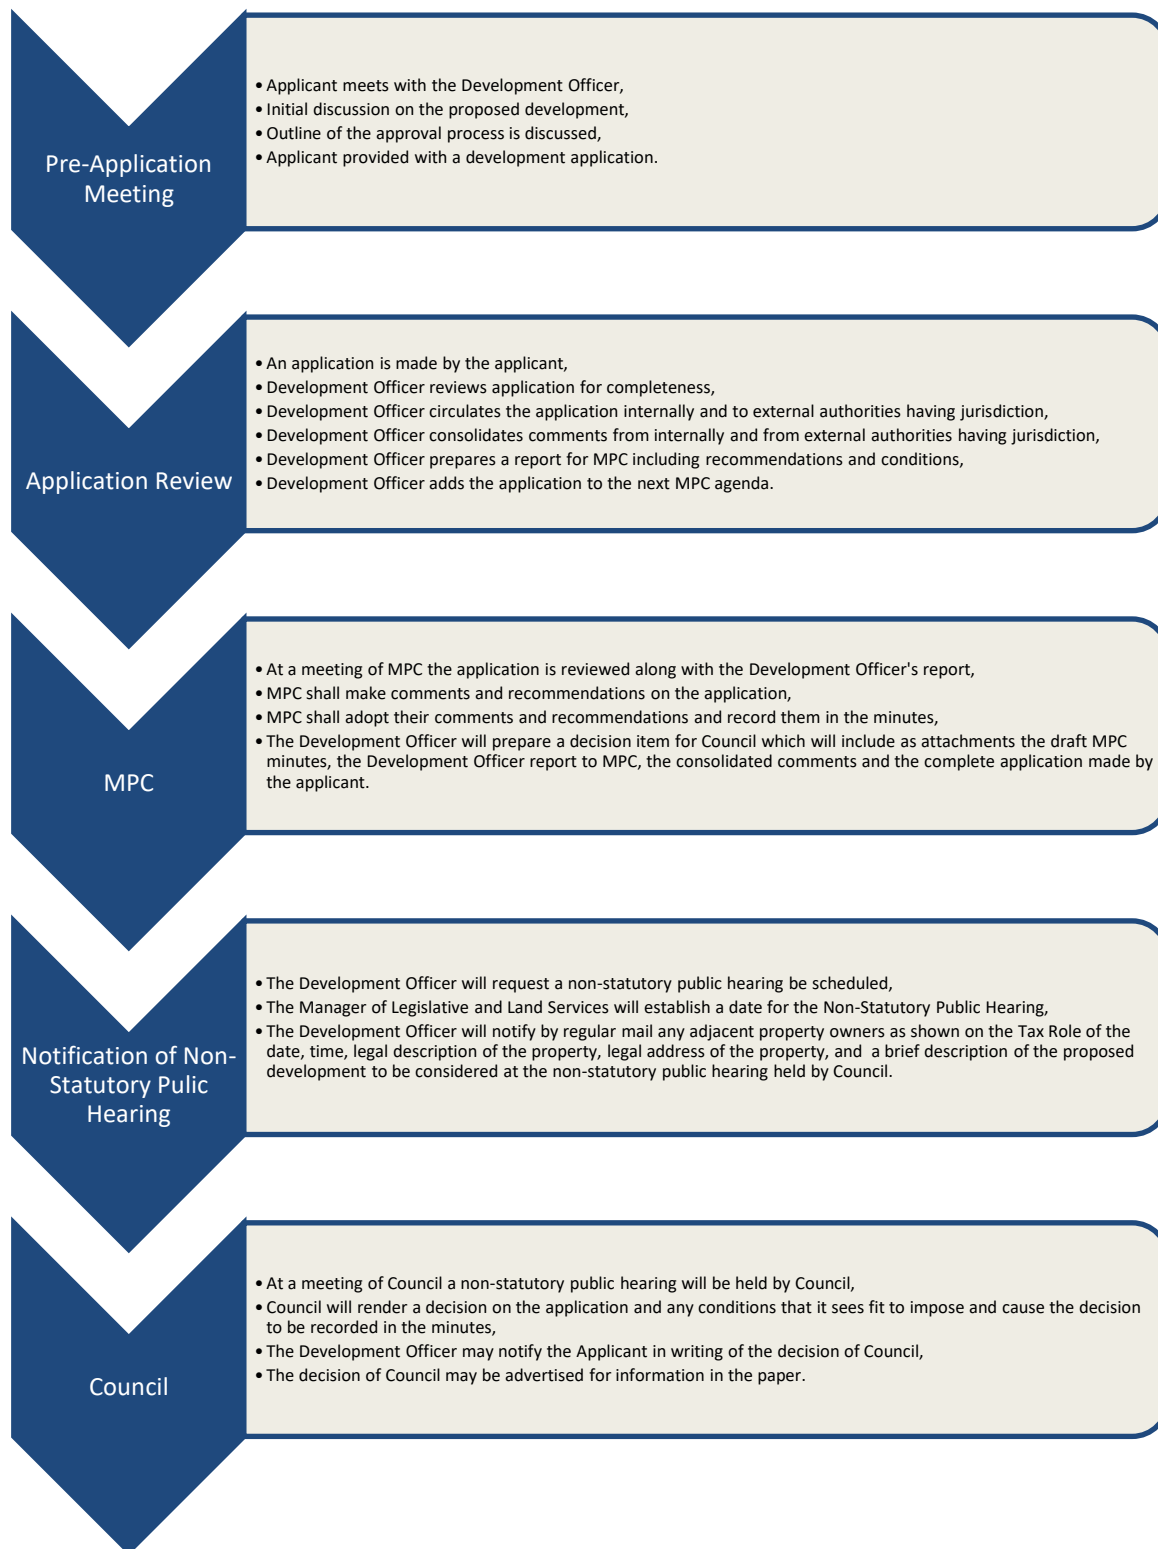 Pre-Application
Meeting
• Applicant meets with the Development Officer,
• Initial discussion on the proposed development,
• Outline of the approval process is discussed,
• Applicant provided with a development application.
Application Review
• An application is made by the applicant,
• Development Officer reviews application for completeness,
• Development Officer circulates the application internally and to external authorities having jurisdiction,
• Development Officer consolidates comments from internally and from external authorities having jurisdiction,
• Development Officer prepares a report for MPC including recommendations and conditions,
• Development Officer adds the application to the next MPC agenda.
MPC
• At a meeting of MPC the application is reviewed along with the Development Officer's report,
• MPC shall make comments and recommendations on the application,
• MPC shall adopt their comments and recommendations and record them in the minutes,
• The Development Officer will prepare a decision item for Council which will include as attachments the draft MPC
minutes, the Development Officer report to MPC, the consolidated comments and the complete application made by
the applicant.
Notification of Non-
Statutory Pulic
Hearing
• The Development Officer will request a non-statutory public hearing be scheduled,
• The Manager of Legislative and Land Services will establish a date for the Non-Statutory Public Hearing,
• The Development Officer will notify by regular mail any adjacent property owners as shown on the Tax Role of the
date, time, legal description of the property, legal address of the property, and a brief description of the proposed
development to be considered at the non-statutory public hearing held by Council.
Council
• At a meeting of Council a non-statutory public hearing will be held by Council,
• Council will render a decision on the application and any conditions that it sees fit to impose and cause the decision
to be recorded in the minutes,
• The Development Officer may notify the Applicant in writing of the decision of Council,
• The decision of Council may be advertised for information in the paper.